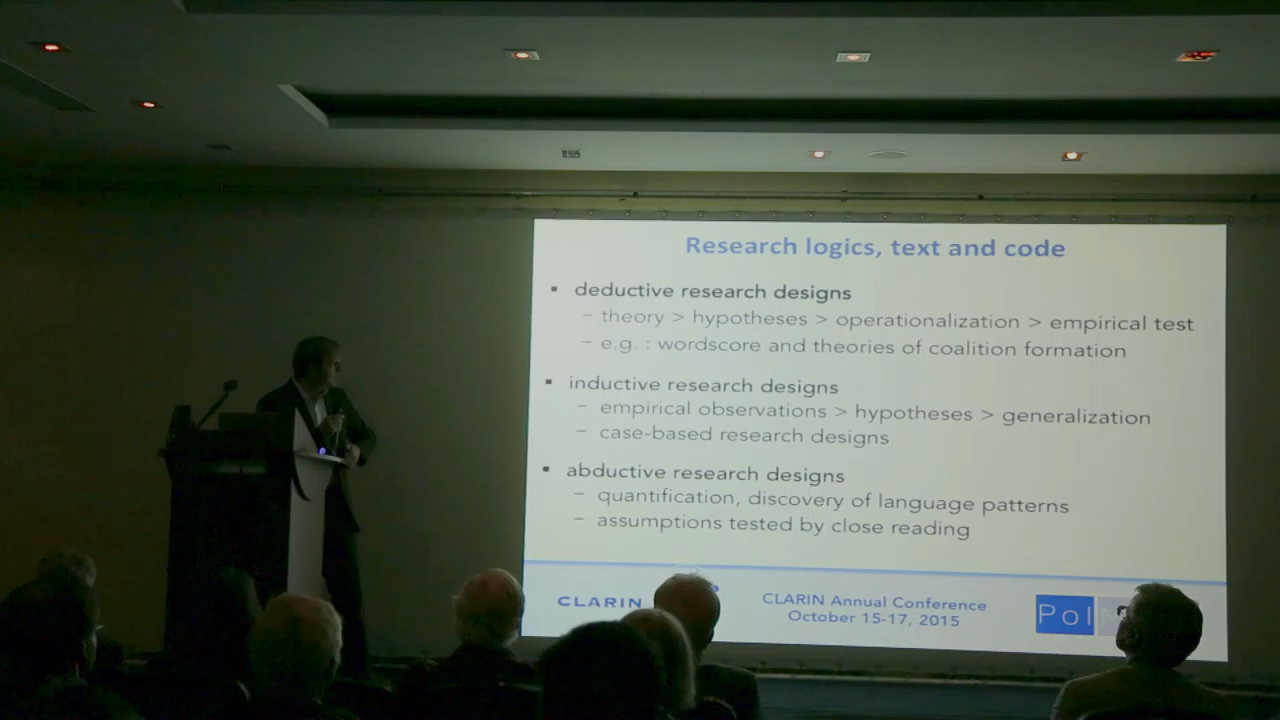 Research logics, text and code
▪ deductive research designs
– theory > hypotheses > operationalization > empirical test
– e.g. : wordscore and theories of coalition formation
▪ inductive research designs
– empirical observations > hypotheses > generalization
– case-based research designs
▪ abductive research designs
– quantification, discovery of language patterns
– assumptions tested by close reading
CLARIN
CLARIN Annual Conference
October 15-17, 2015
Pol